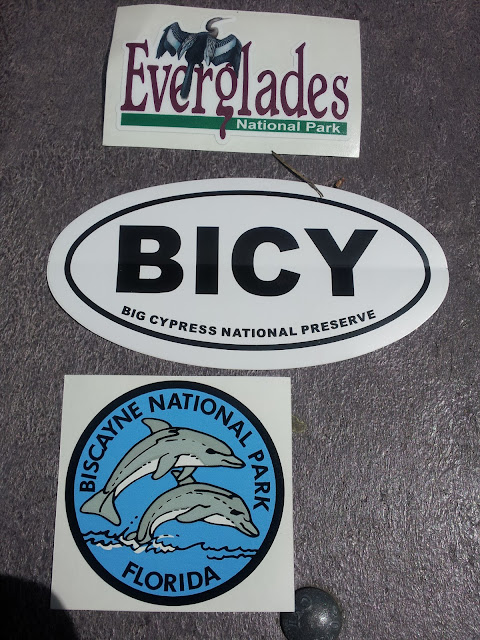 Everglades
National Park
BICY
BIG CYPRESS NATIONAL PRESERVE
BISCAYNE NATIONAL PARK
FLORIDA